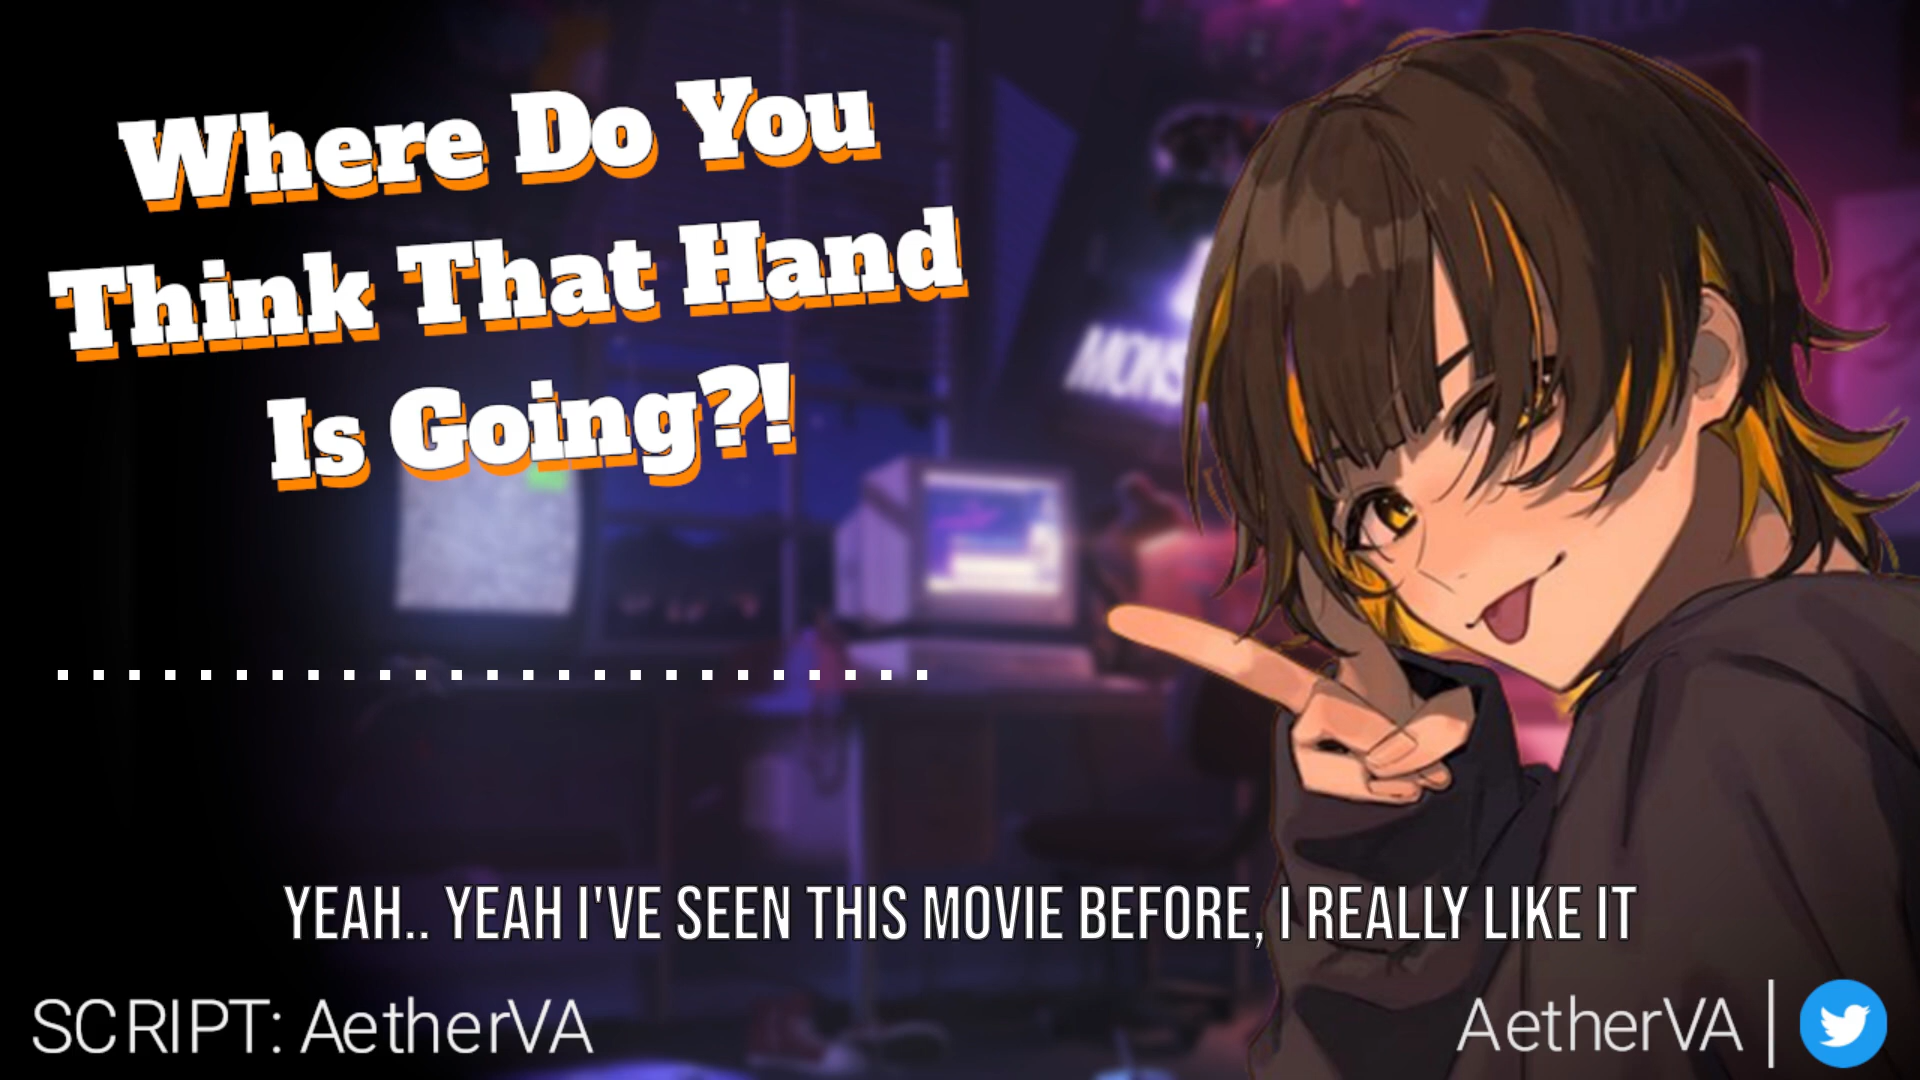 Where Do You
Think That Hand
Is Going?!
YEAH.. YEAH I'VE SEEN THIS MOVIE BEFORE, I REALLY LIKE IT
SCRIPT: AetherVA
AetherVA